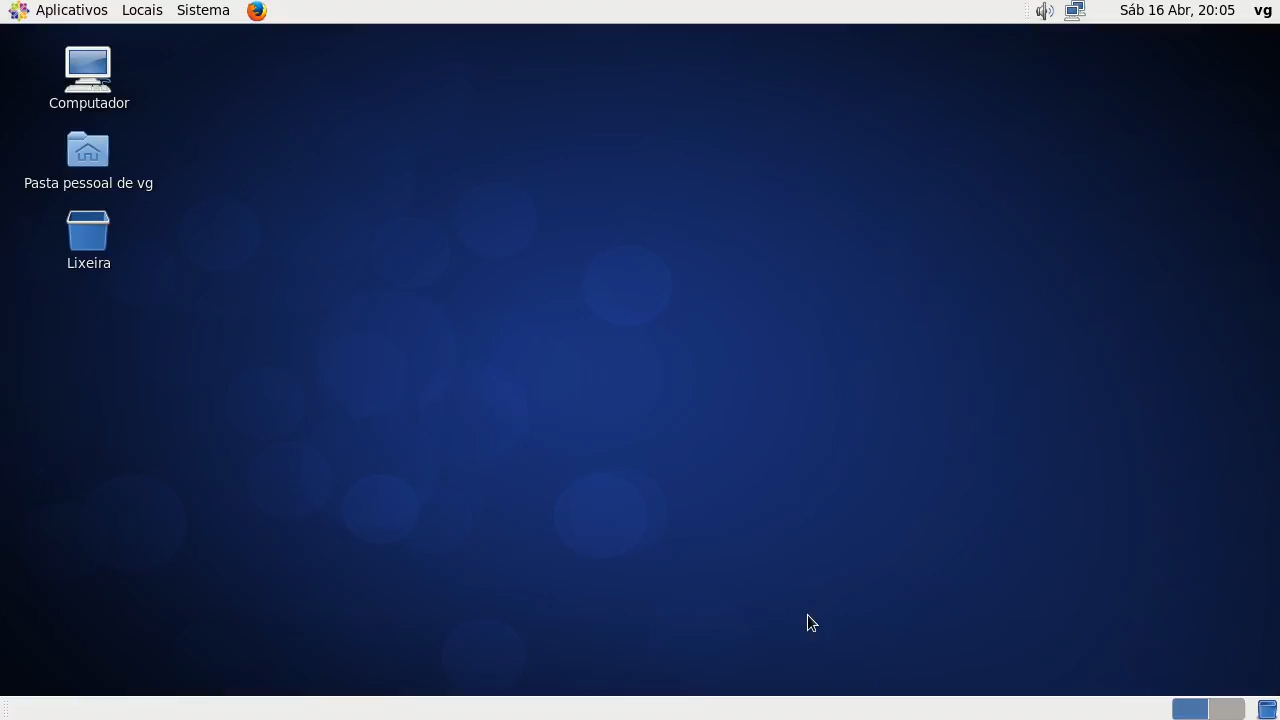 Aplicativos Locais Sistema Sáb 16 Abr, 20:05 vg
Computador
Pasta pessoal de vg
Lixeira